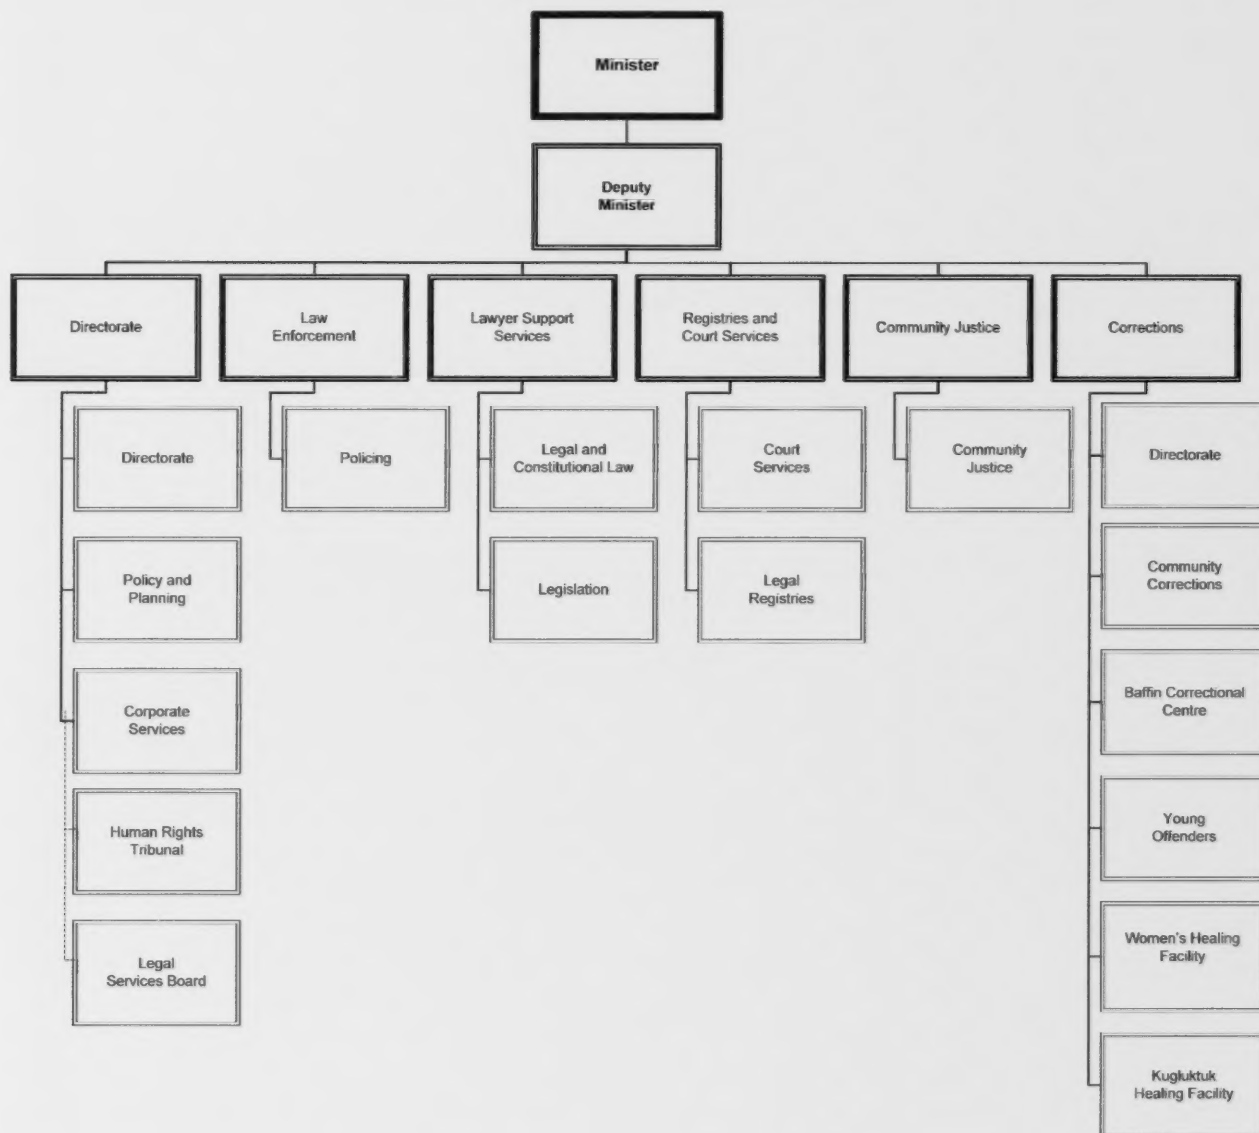 Minister
Deputy
Minister
Directorate
Law
Enforcement
Lawyer Support
Services
Registries and
Court Services
Community Justice
Corrections
Directorate
Policy and
Planning
Corporate
Services
Human Rights
Tribunal
Legal
Services Board
Policing
Legal and
Constitutional Law
Legislation
Court
Services
Legal
Registries
Community
Justice
Directorate
Community
Corrections
Baffin Correctional
Centre
Young
Offenders
Women's Healing
Facility
Kugluktuk
Healing Facility